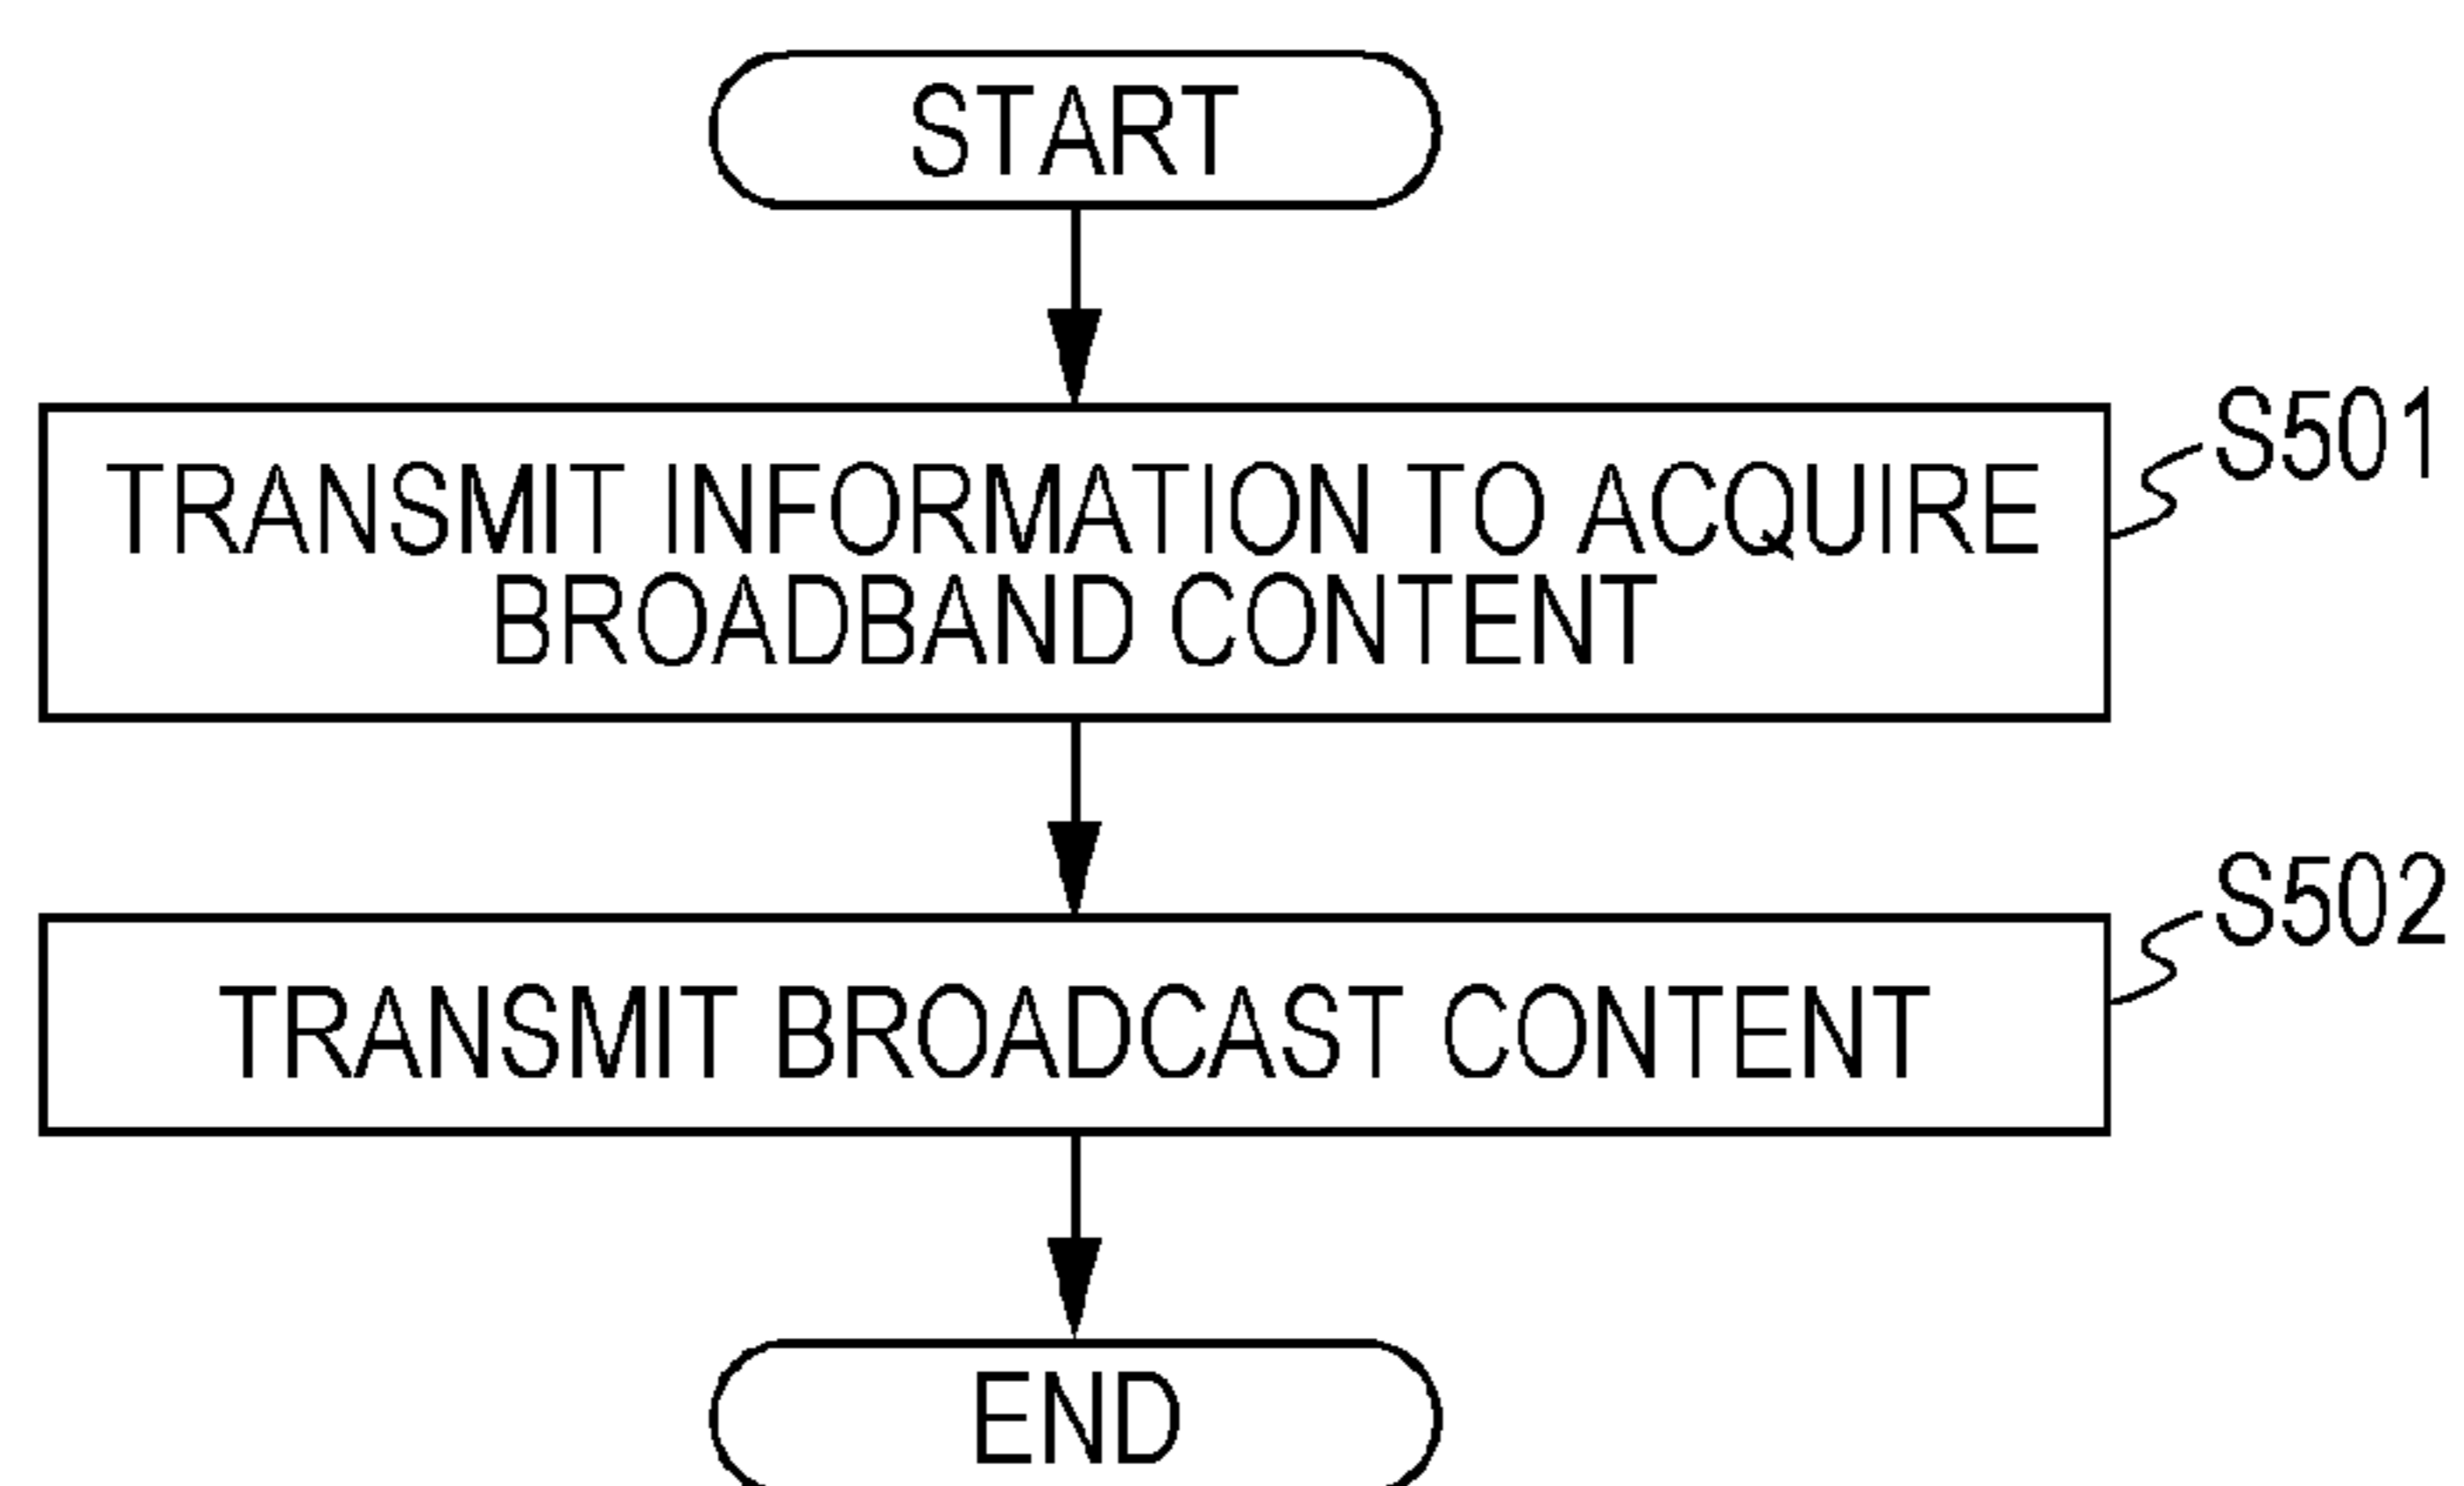 START
TRANSMIT INFORMATION TO ACQUIRE
BROADBAND CONTENT
S501
TRANSMIT BROADCAST CONTENT
S502
END